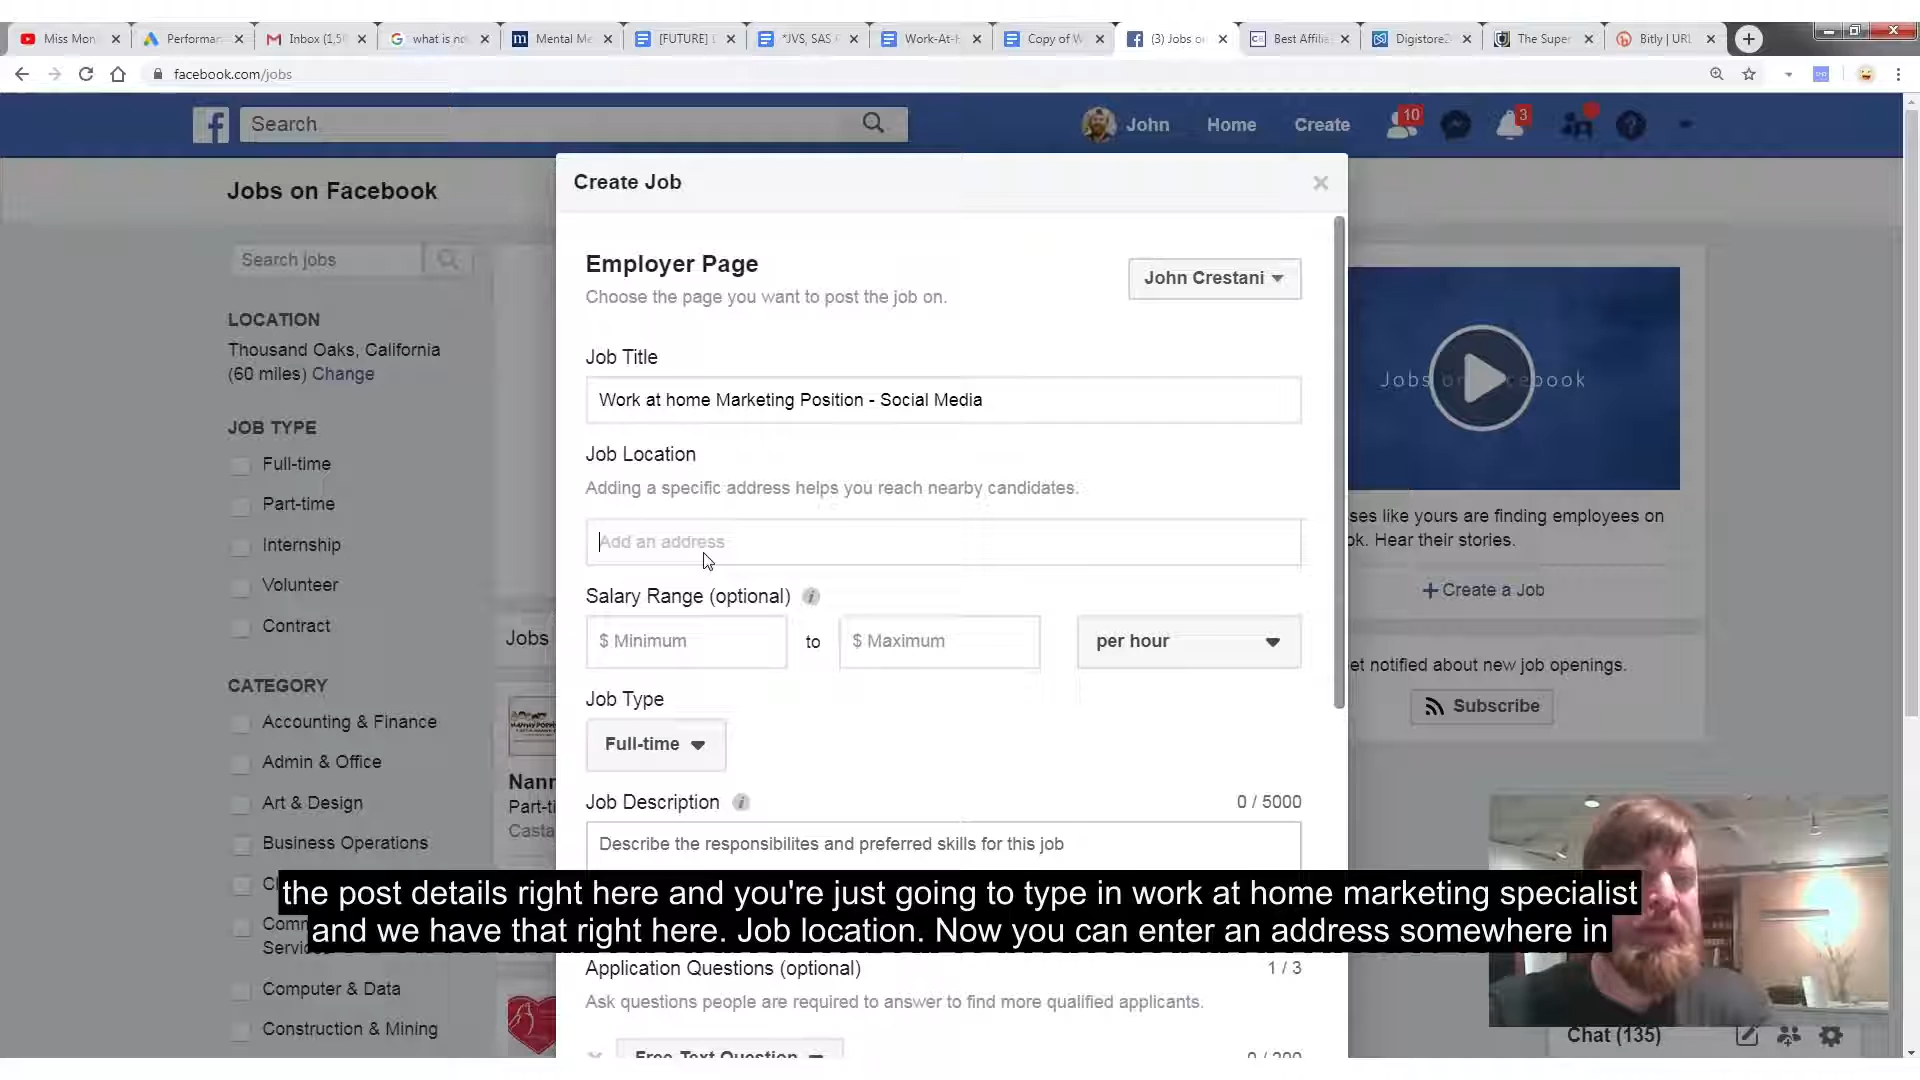 Miss Mon
Performan
Inbox (1,5
what is no
Mental Me
[FUTURE]
*JVS, SAS
Work-At-H
Copy of W
(3) Jobs o
Best Affilia
Digistore2
The Super
Bitly | URL
facebook.com/jobs
Search
John
Home
Create
10
3
Jobs on Facebook
Search jobs
LOCATION
Thousand Oaks, California
(60 miles) Change
JOB TYPE
Full-time
Part-time
Internship
Volunteer
Contract
CATEGORY
Accounting & Finance
Admin & Office
Art & Design
Business Operations
Services
Computer & Data
Construction & Mining
Jobs
Nann
Part-ti
Casta
Create Job
Employer Page
Choose the page you want to post the job on.
John Crestani
Job Title
Work at home Marketing Position - Social Media
Job Location
Adding a specific address helps you reach nearby candidates.
Add an address
Salary Range (optional)
$ Minimum
to
$ Maximum
per hour
Job Type
Full-time
Job Description
0 / 5000
Describe the responsibilites and preferred skills for this job
the post details right here and you're just going to type in work at home marketing specialist
and we have that right here. Job location. Now you can enter an address somewhere in
Application Questions (optional)
1 / 3
Ask questions people are required to answer to find more qualified applicants.
Free-Text Question
0 / 200
ses like yours are finding employees on
ok. Hear their stories.
Create a Job
et notified about new job openings.
Subscribe
Chat (135)